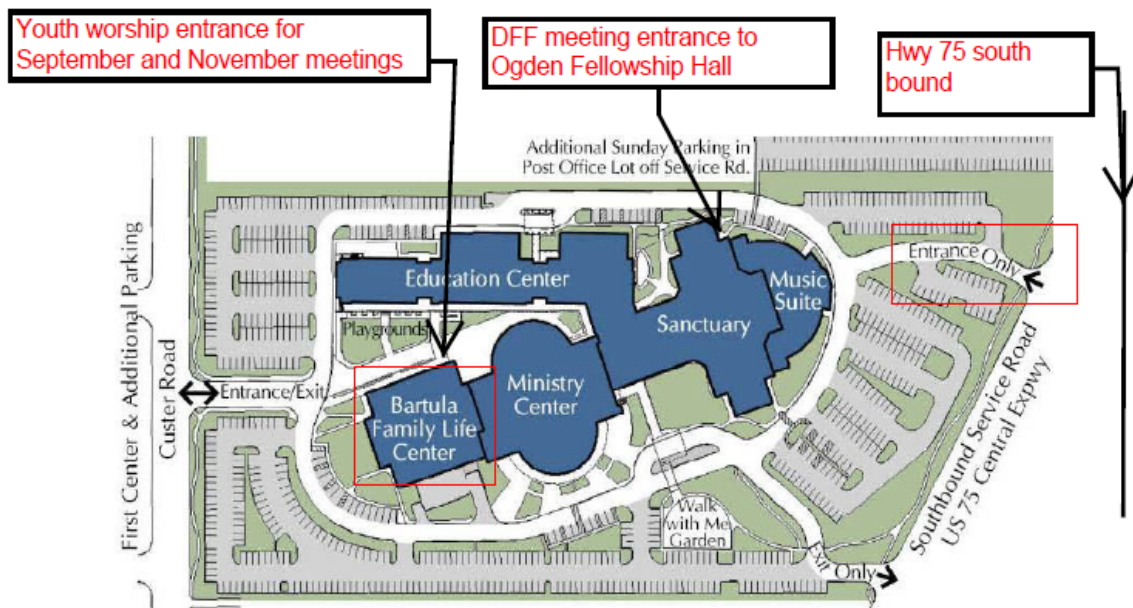 Youth worship entrance for
September and November meetings
DFF meeting entrance to
Ogden Fellowship Hall
Hwy 75 south
bound
Additional Sunday Parking in
Post Office Lot off Service Rd.
Entrance Only
Education Center
Music
Suite
Sanctuary
Playgrounds
Ministry
Center
Entrance/Exit
Bartula
Family Life
Center
Custer Road
First Center & Additional Parking
Walk
with Me
Garden
Exit Only
Southbound Service Road
US 75 Central Expwy